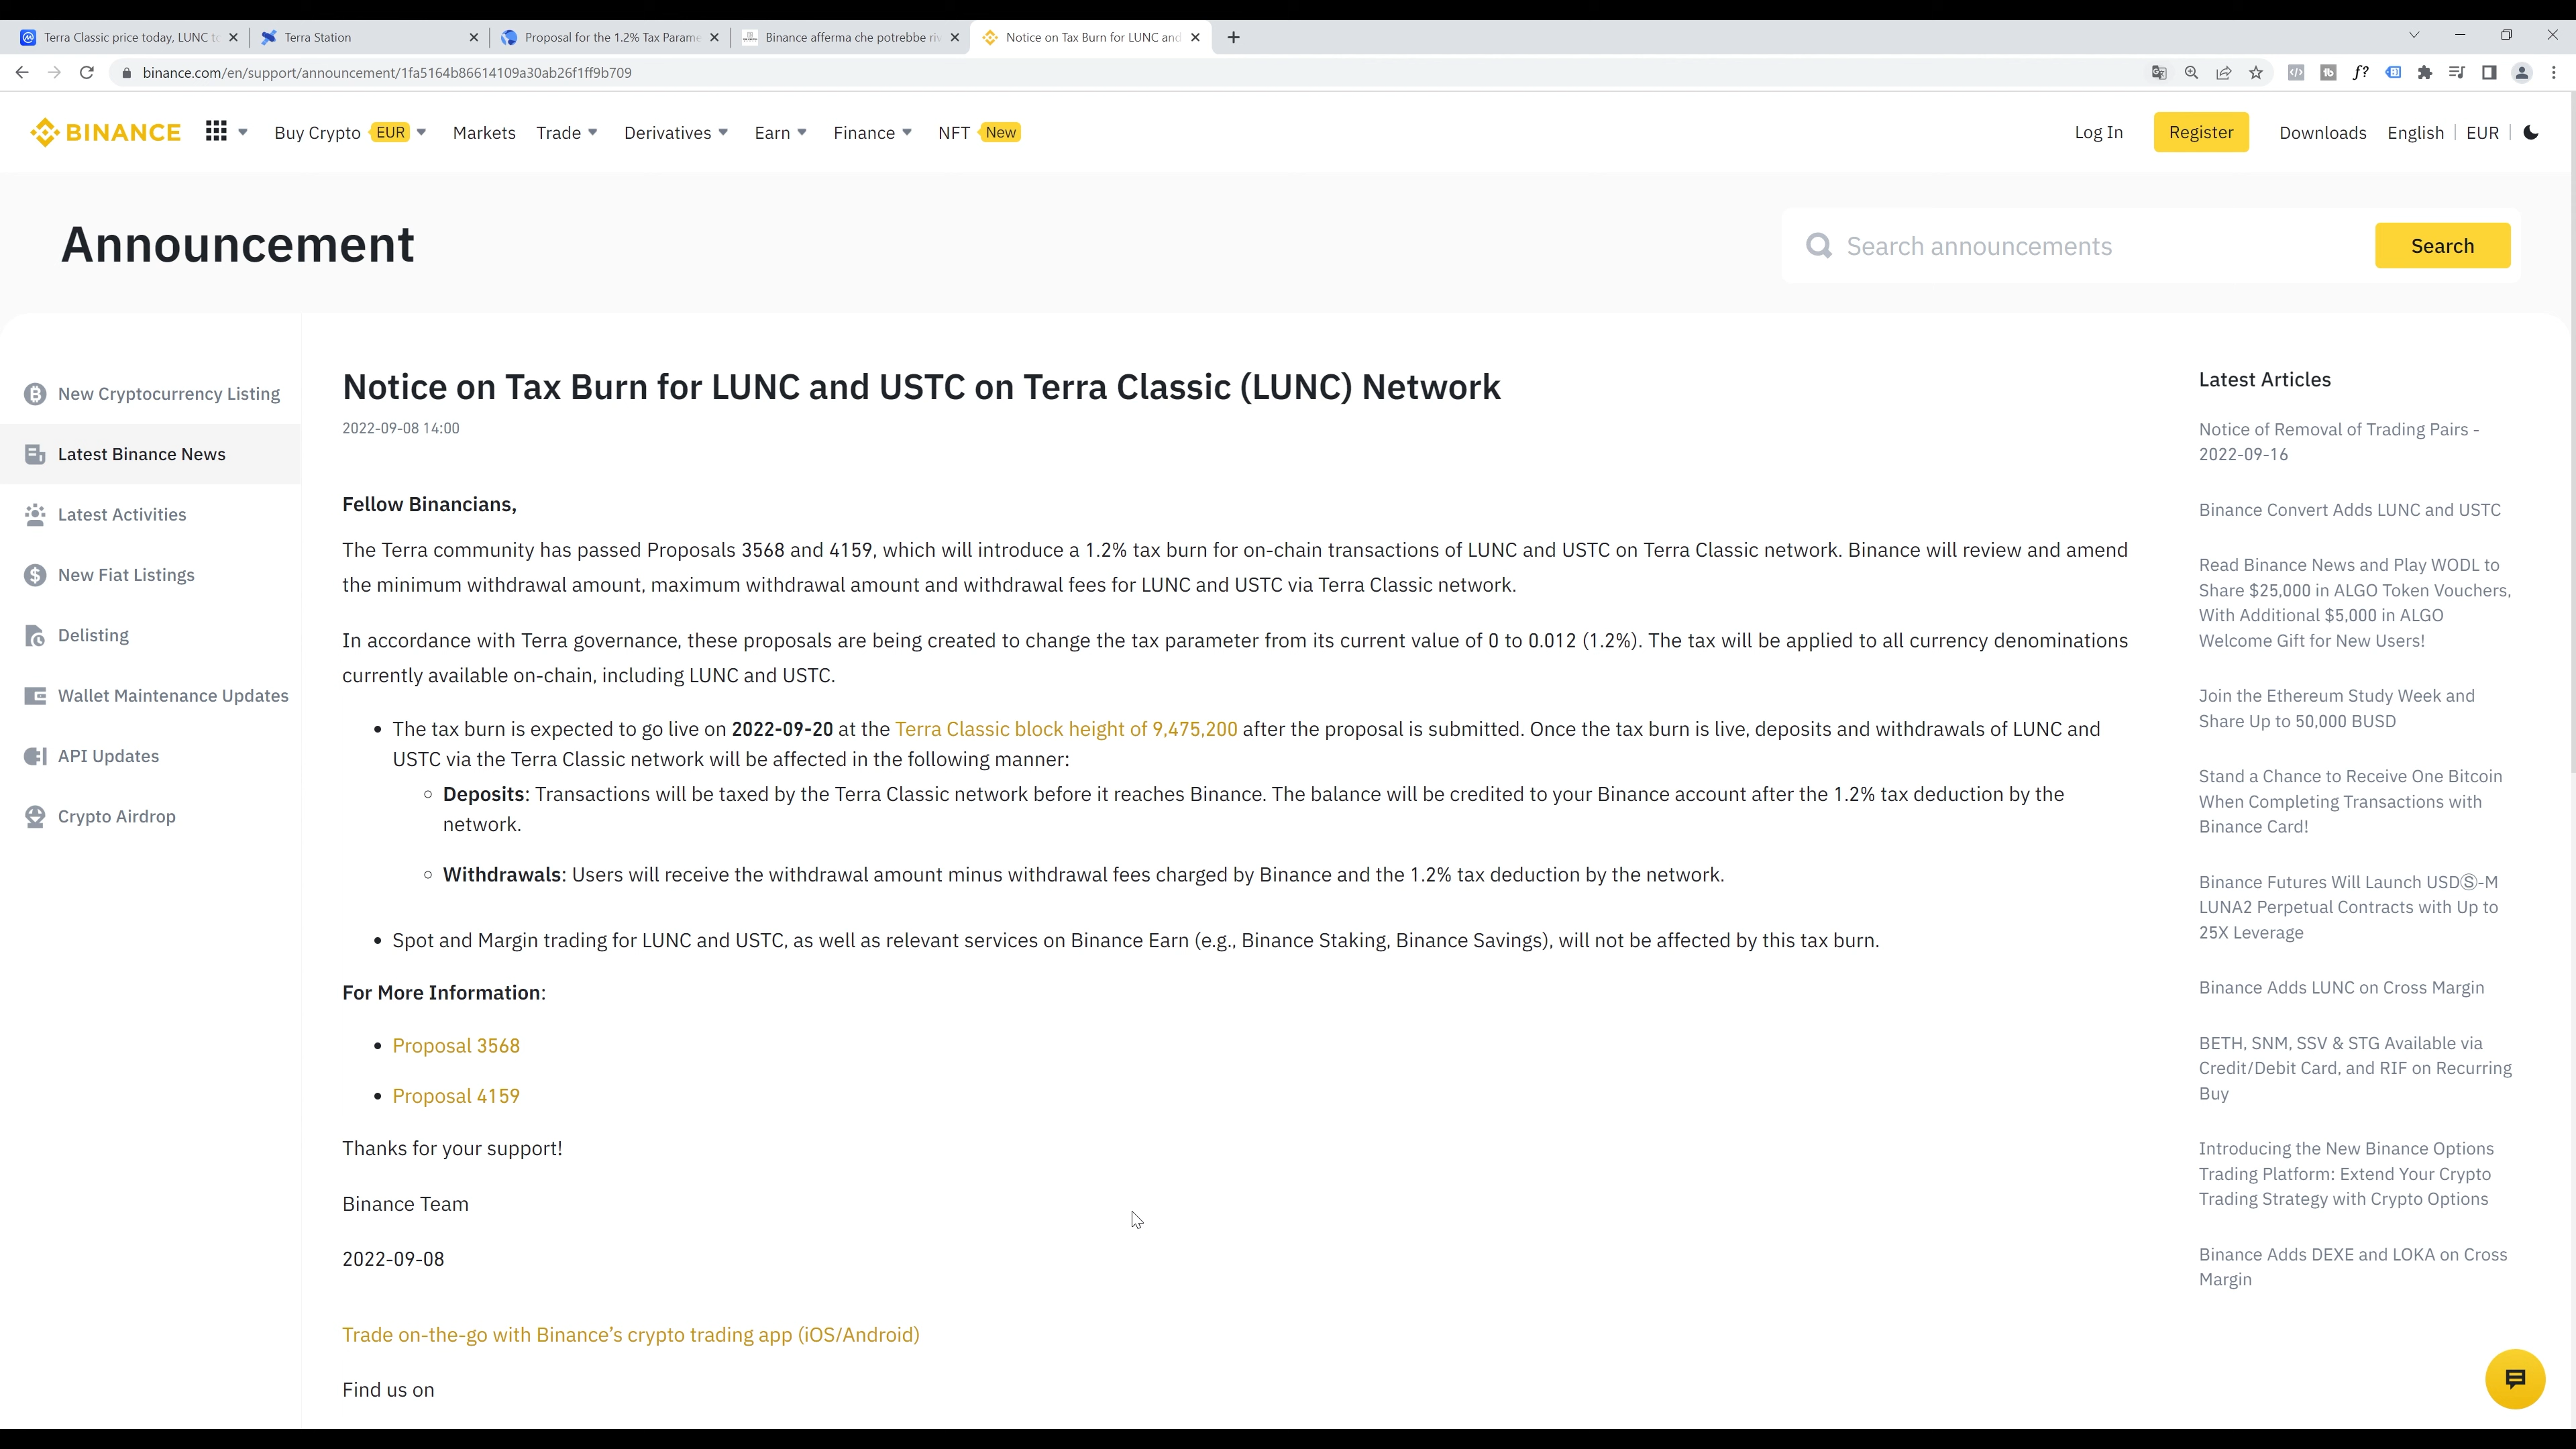 Terra Classic price today, LUNC to
Terra Station
Proposal for the 1.2% Tax Parame
Binance afferma che potrebbe riv
Notice on Tax Burn for LUNC and
binance.com/en/support/announcement/1fa5164b86614109a30ab26f1ff9b709
BINANCE
Buy Crypto EUR
Markets
Trade
Derivatives
Earn
Finance
NFT New
Log In
Register
Downloads
English
EUR
Announcement
Search announcements
Search
New Cryptocurrency Listing
Latest Binance News
Latest Activities
New Fiat Listings
Delisting
Wallet Maintenance Updates
API Updates
Crypto Airdrop
Notice on Tax Burn for LUNC and USTC on Terra Classic (LUNC) Network
2022-09-08 14:00
Fellow Binancians,
The Terra community has passed Proposals 3568 and 4159, which will introduce a 1.2% tax burn for on-chain transactions of LUNC and USTC on Terra Classic network. Binance will review and amend
the minimum withdrawal amount, maximum withdrawal amount and withdrawal fees for LUNC and USTC via Terra Classic network.
In accordance with Terra governance, these proposals are being created to change the tax parameter from its current value of 0 to 0.012 (1.2%). The tax will be applied to all currency denominations
currently available on-chain, including LUNC and USTC.
• The tax burn is expected to go live on 2022-09-20 at the Terra Classic block height of 9,475,200 after the proposal is submitted. Once the tax burn is live, deposits and withdrawals of LUNC and
USTC via the Terra Classic network will be affected in the following manner:
○ Deposits: Transactions will be taxed by the Terra Classic network before it reaches Binance. The balance will be credited to your Binance account after the 1.2% tax deduction by the
network.
○ Withdrawals: Users will receive the withdrawal amount minus withdrawal fees charged by Binance and the 1.2% tax deduction by the network.
• Spot and Margin trading for LUNC and USTC, as well as relevant services on Binance Earn (e.g., Binance Staking, Binance Savings), will not be affected by this tax burn.
For More Information:
• Proposal 3568
• Proposal 4159
Thanks for your support!
Binance Team
2022-09-08
Trade on-the-go with Binance’s crypto trading app (iOS/Android)
Find us on
Latest Articles
Notice of Removal of Trading Pairs -
2022-09-16
Binance Convert Adds LUNC and USTC
Read Binance News and Play WODL to
Share $25,000 in ALGO Token Vouchers,
With Additional $5,000 in ALGO
Welcome Gift for New Users!
Join the Ethereum Study Week and
Share Up to 50,000 BUSD
Stand a Chance to Receive One Bitcoin
When Completing Transactions with
Binance Card!
Binance Futures Will Launch USDⓈ-M
LUNA2 Perpetual Contracts with Up to
25X Leverage
Binance Adds LUNC on Cross Margin
BETH, SNM, SSV & STG Available via
Credit/Debit Card, and RIF on Recurring
Buy
Introducing the New Binance Options
Trading Platform: Extend Your Crypto
Trading Strategy with Crypto Options
Binance Adds DEXE and LOKA on Cross
Margin